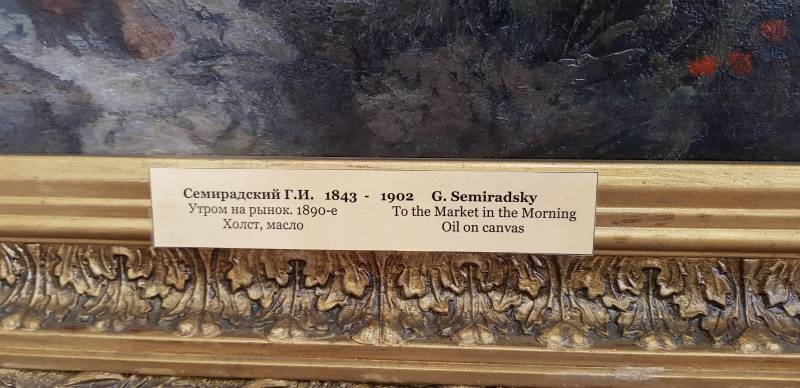 Семирадский Г.И. 1843 - 1902 G. Semiradsky
Утром на рынок. 1890-е To the Market in the Morning
Холст, масло Oil on canvas